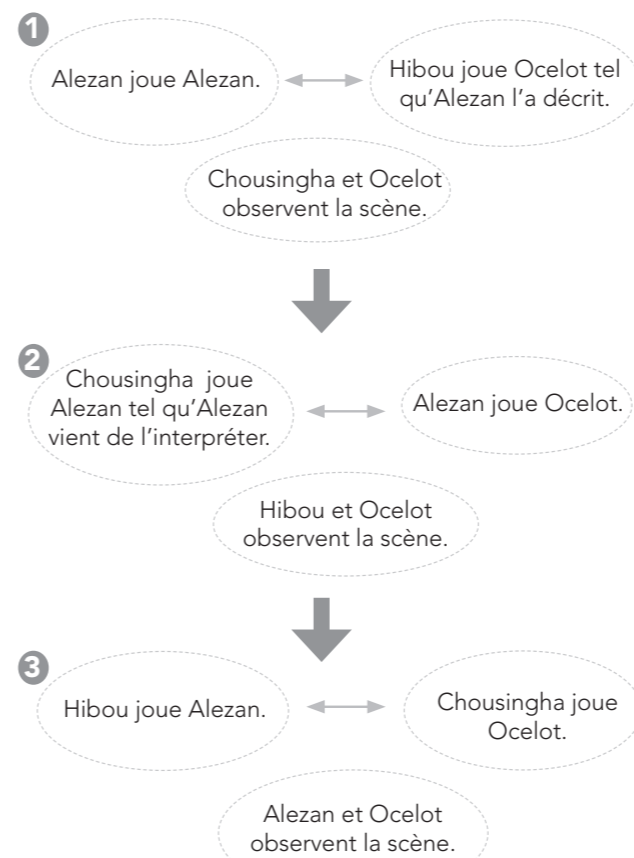 1
Alezan joue Alezan.
Hibou joue Ocelot tel
qu'Alezan l'a décrit.
Chousingha et Ocelot
observent la scène.
2
Chousingha joue
Alezan tel qu'Alezan
vient de l'interpréter.
Alezan joue Ocelot.
Hibou et Ocelot
observent la scène.
3
Hibou joue Alezan.
Chousingha joue
Ocelot.
Alezan et Ocelot
observent la scène.